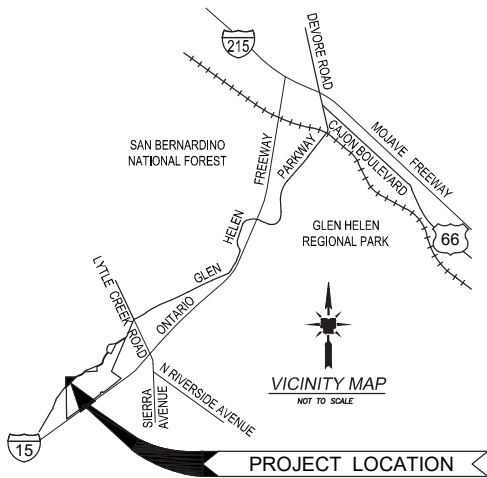 215
DEVORE ROAD
MOJAVE FREEWAY
CAJON BOULEVARD
SAN BERNARDINO
NATIONAL FOREST
FREEWAY
PARKWAY
GLEN HELEN
REGIONAL PARK
66
HELEN
GLEN
LYTLE CREEK ROAD
ONTARIO
VICINITY MAP
NOT TO SCALE
N RIVERSIDE AVENUE
SIERRA
AVENUE
15
PROJECT LOCATION